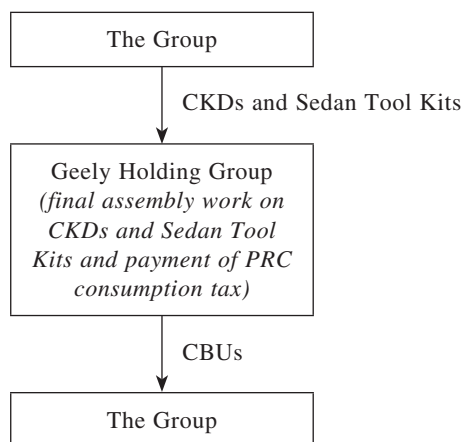 The Group
CKDs and Sedan Tool Kits
Geely Holding Group
(final assembly work on
CKDs and Sedan Tool
Kits and payment of PRC
consumption tax)
CBUs
The Group